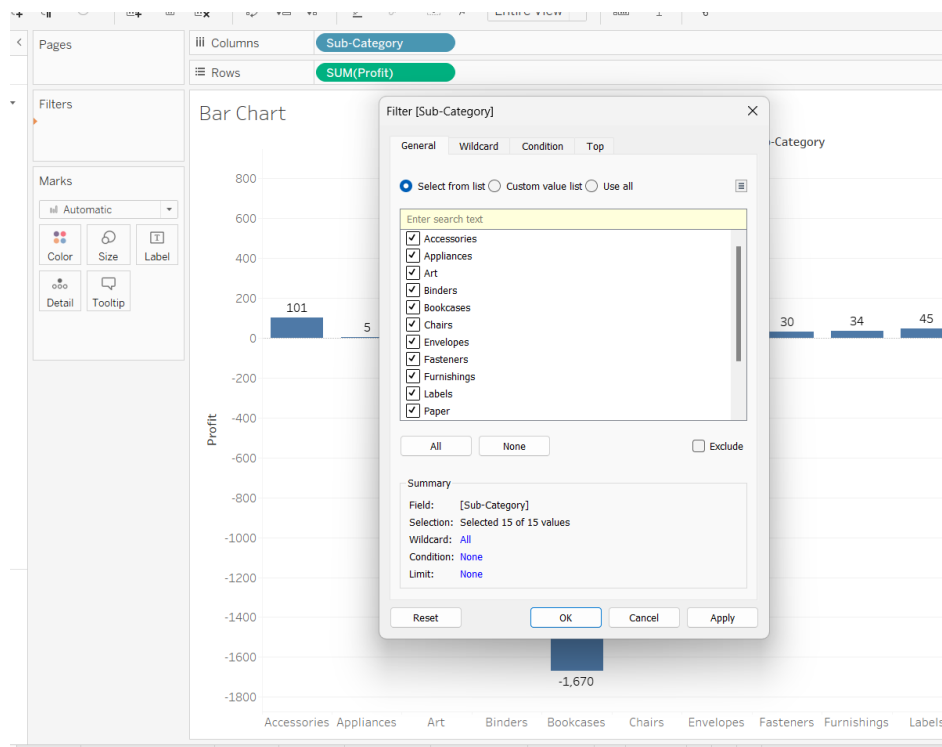 Entire View
Pages
Columns
Sub-Category
Rows
SUM(Profit)
Filters
Marks
Automatic
Color
Size
Label
Detail
Tooltip
Bar Chart
-Category
Profit
800
600
400
200
0
-200
-400
-600
-800
-1000
-1200
-1400
-1600
-1800
101
5
30
34
45
-1,670
Accessories Appliances Art Binders Bookcases Chairs Envelopes Fasteners Furnishings Labels
Filter [Sub-Category]
General Wildcard Condition Top
Select from list Custom value list Use all
Enter search text
Accessories
Appliances
Art
Binders
Bookcases
Chairs
Envelopes
Fasteners
Furnishings
Labels
Paper
All None Exclude
Summary
Field: [Sub-Category]
Selection: Selected 15 of 15 values
Wildcard: All
Condition: None
Limit: None
Reset OK Cancel Apply